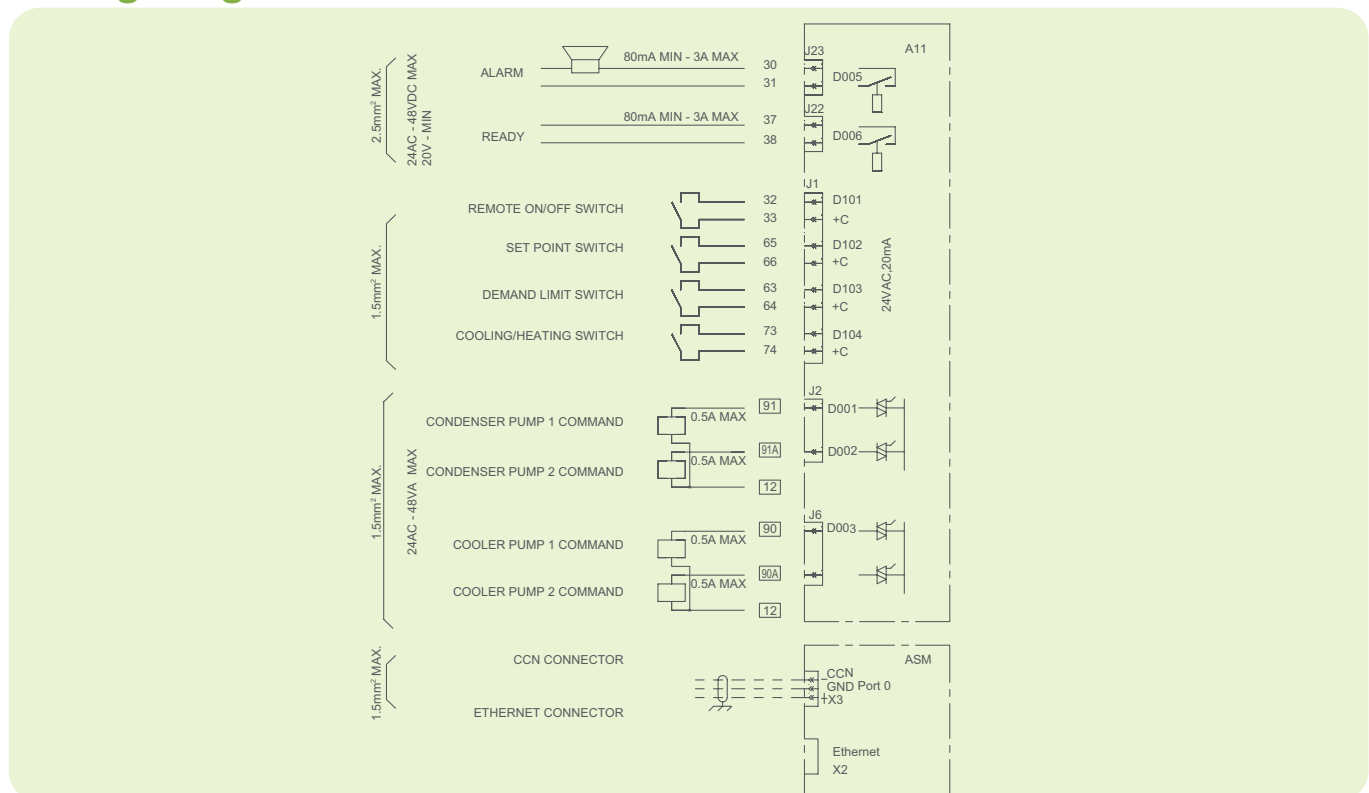 A11
J23
2.5mm² MAX.
24AC - 48VDC MAX
20V - MIN
ALARM
80mA MIN - 3A MAX
30
31
D005
J22
READY
80mA MIN - 3A MAX
37
38
D006
J1
1.5mm² MAX.
REMOTE ON/OFF SWITCH
32
33
D101
+C
SET POINT SWITCH
65
66
D102
+C
24VAC,20mA
DEMAND LIMIT SWITCH
63
64
D103
+C
COOLING/HEATING SWITCH
73
74
D104
+C
J2
1.5mm² MAX.
24AC - 48VA MAX
CONDENSER PUMP 1 COMMAND
0.5A MAX
91
D001
CONDENSER PUMP 2 COMMAND
0.5A MAX
91A
12
D002
J6
COOLER PUMP 1 COMMAND
0.5A MAX
90
D003
COOLER PUMP 2 COMMAND
0.5A MAX
90A
12
1.5mm² MAX.
CCN CONNECTOR
ASM
CCN
GND Port 0
X3
ETHERNET CONNECTOR
Ethernet
X2